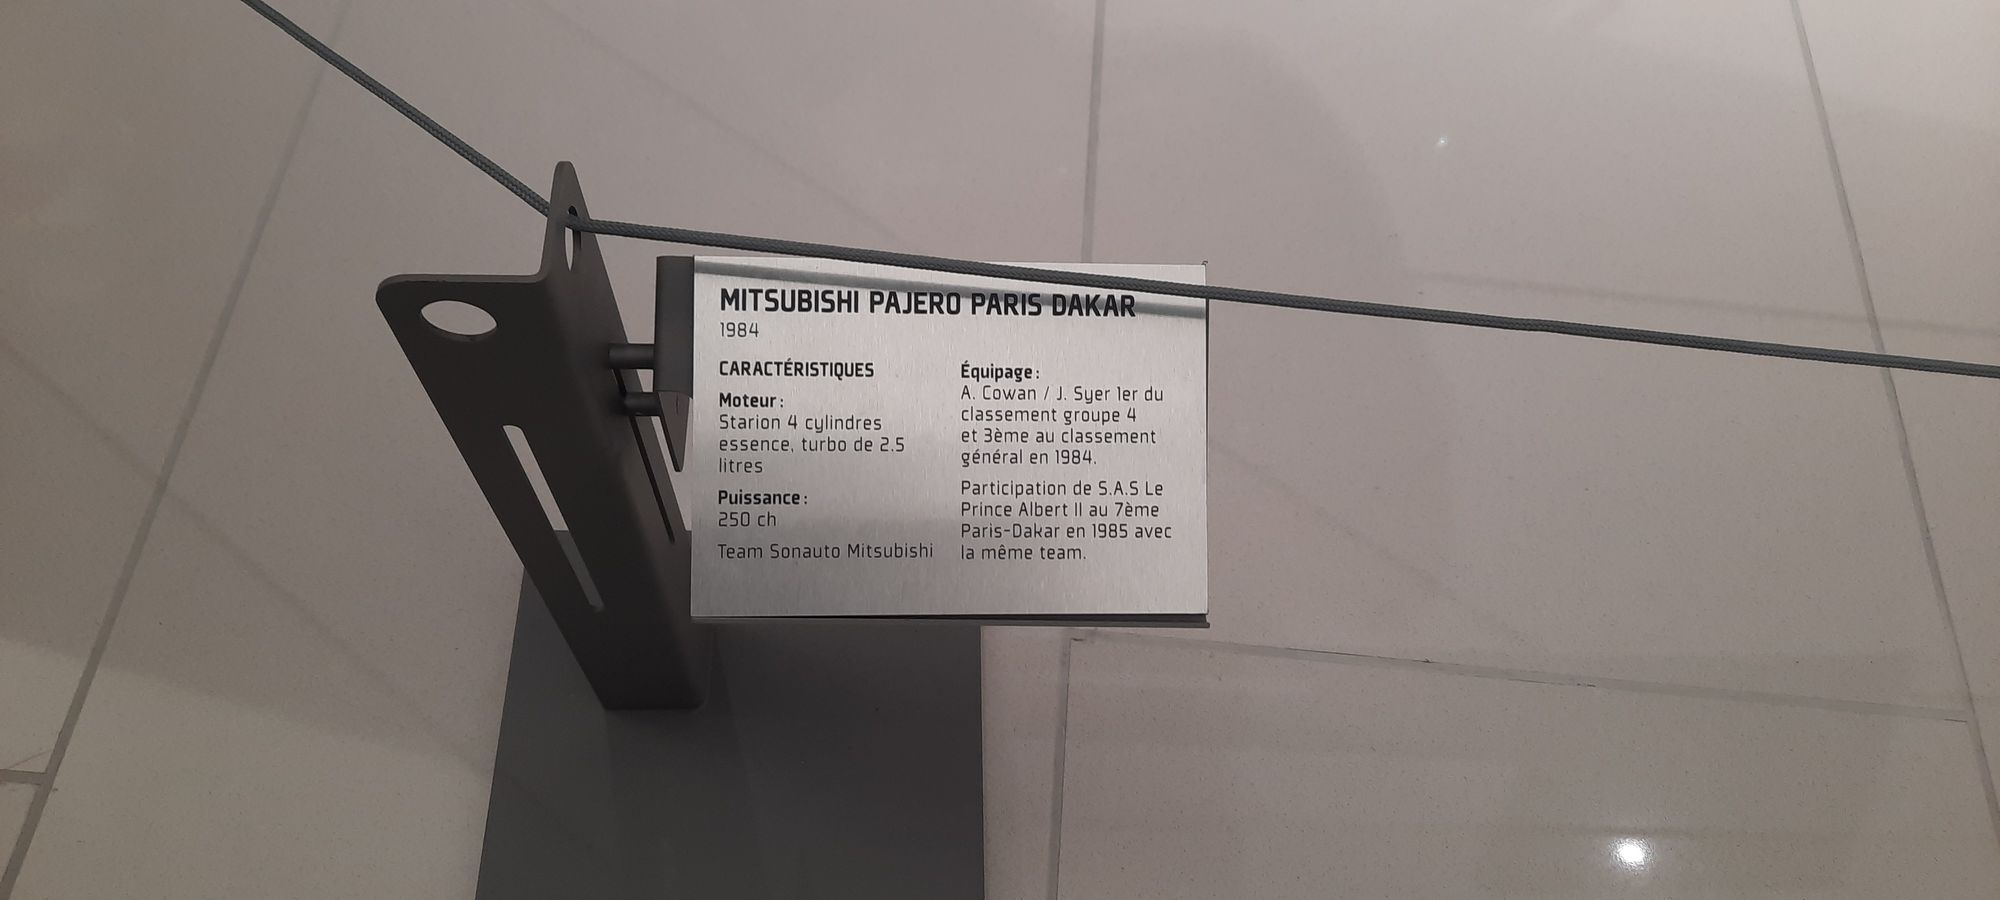 MITSUBISHI PAJERO PARIS DAKAR
1984
CARACTÉRISTIQUES
Moteur :
Starion 4 cylindres
essence, turbo de 2.5
litres
Puissance :
250 ch
Team Sonauto Mitsubishi
Équipage :
A. Cowan / J. Syer 1er du
classement groupe 4
et 3ème au classement
général en 1984.
Participation de S.A.S Le
Prince Albert II au 7ème
Paris-Dakar en 1985 avec
la même team.